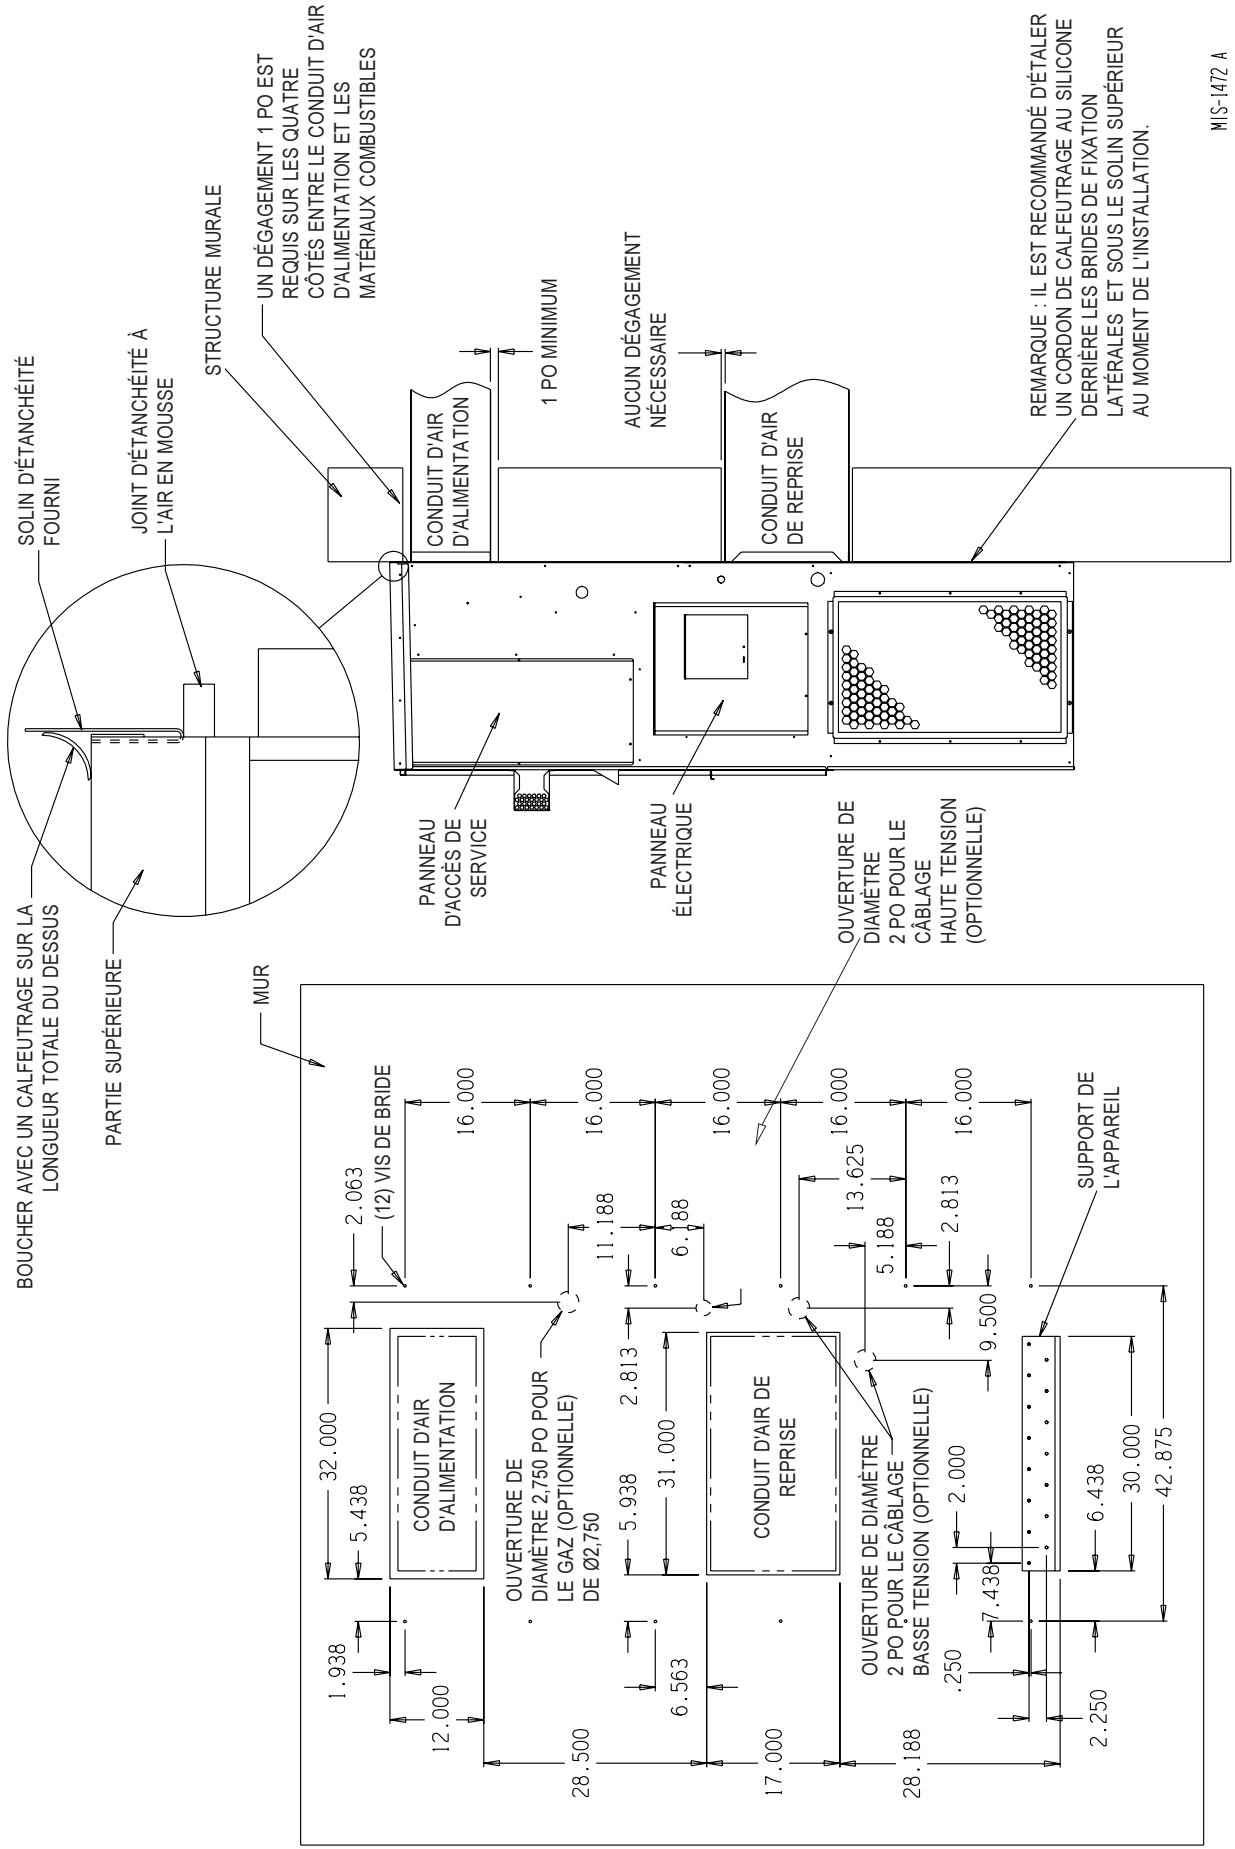 BOUCHER AVEC UN CALFEUTRAGE SUR LA
LONGUEUR TOTALE DU DESSUS
SOLIN D'ÉTANCHÉITÉ
FOURNI
PARTIE SUPÉRIEURE
JOINT D'ÉTANCHÉITÉ À
L'AIR EN MOUSSE
STRUCTURE MURALE
UN DÉGAGEMENT 1 PO EST
REQUIS SUR LES QUATRE
CÔTÉS ENTRE LE CONDUIT D'AIR
D'ALIMENTATION ET LES
MATÉRIAUX COMBUSTIBLES
CONDUIT D'AIR
D'ALIMENTATION
1 PO MINIMUM
AUCUN DÉGAGEMENT
NÉCESSAIRE
CONDUIT D'AIR
DE REPRISE
PANNEAU
D'ACCÈS DE
SERVICE
PANNEAU
ÉLECTRIQUE
REMARQUE : IL EST RECOMMANDÉ D'ÉTALER
UN CORDON DE CALFEUTRAGE AU SILICONE
DERRIÈRE LES BRIDES DE FIXATION
LATÉRALES ET SOUS LE SOLIN SUPÉRIEUR
AU MOMENT DE L'INSTALLATION.
MIS-1472 A
MUR
OUVERTURE DE
DIAMÈTRE
2 PO POUR LE
CÂBLAGE
HAUTE TENSION
(OPTIONNELLE)
(12) VIS DE BRIDE
1.938
5.438
32.000
2.063
12.000
CONDUIT D'AIR
D'ALIMENTATION
16.000
16.000
16.000
16.000
16.000
OUVERTURE DE
DIAMÈTRE 2,750 PO POUR
LE GAZ (OPTIONNELLE)
DE Ø2,750
11.188
28.500
6.563
5.938
31.000
2.813
6.188
CONDUIT D'AIR DE
REPRISE
17.000
13.625
5.188
2.813
9.500
OUVERTURE DE DIAMÈTRE
2 PO POUR LE CÂBLAGE
BASSE TENSION (OPTIONNELLE)
.250
7.438
2.000
28.188
2.250
6.438
30.000
42.875
SUPPORT DE
L'APPAREIL